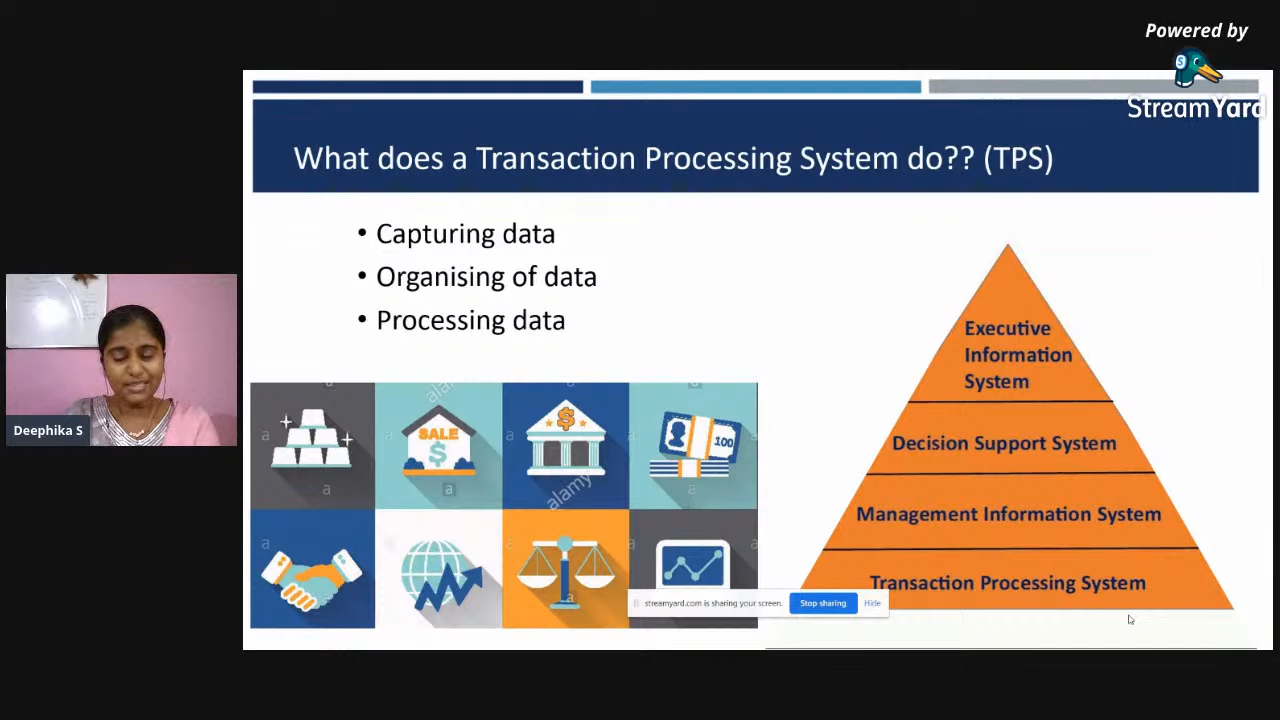 Powered by
StreamYard
What does a Transaction Processing System do?? (TPS)
• Capturing data
• Organising of data
• Processing data
Executive
Information
System
Decision Support System
Management Information System
Transaction Processing System
Deephika S
SALE
$
$
100
a
a
a
a
alamy
a
a
a
a
a
a
a
a
a
alamy
a
streamyard.com is sharing your screen.
Stop sharing
Hide